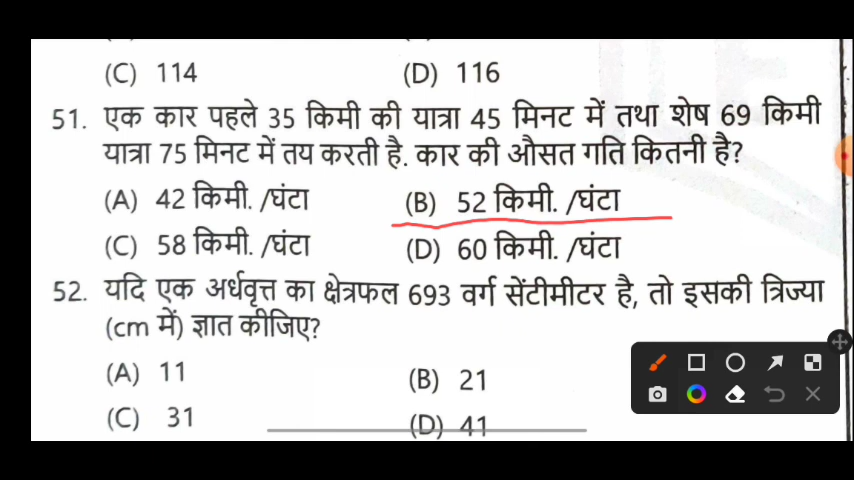 (C) 114 (D) 116
51. एक कार पहले 35 किमी की यात्रा 45 मिनट में तथा शेष 69 किमी
यात्रा 75 मिनट में तय करती है. कार की औसत गति कितनी है?
(A) 42 किमी. /घंटा (B) 52 किमी. /घंटा
(C) 58 किमी. /घंटा (D) 60 किमी. /घंटा
52. यदि एक अर्धवृत्त का क्षेत्रफल 693 वर्ग सेंटीमीटर है, तो इसकी त्रिज्या
(cm में) ज्ञात कीजिए?
(A) 11 (B) 21
(C) 31 (D) 41